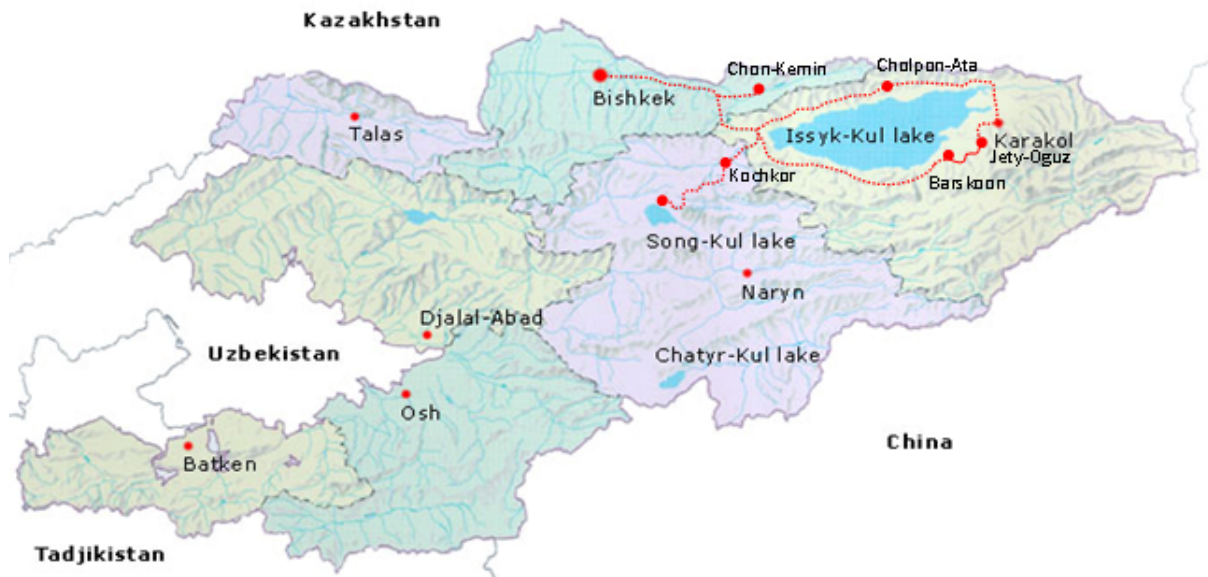 Kazakhstan
Chon-Kemin
Cholpon-Ata
Bishkek
Talas
Issyk-Kul lake
Karakol
Jety-Oguz
Kochkor
Barskoon
Song-Kul lake
Naryn
Djalal-Abad
Uzbekistan
Chatyr-Kul lake
Osh
China
Batken
Tadjikistan